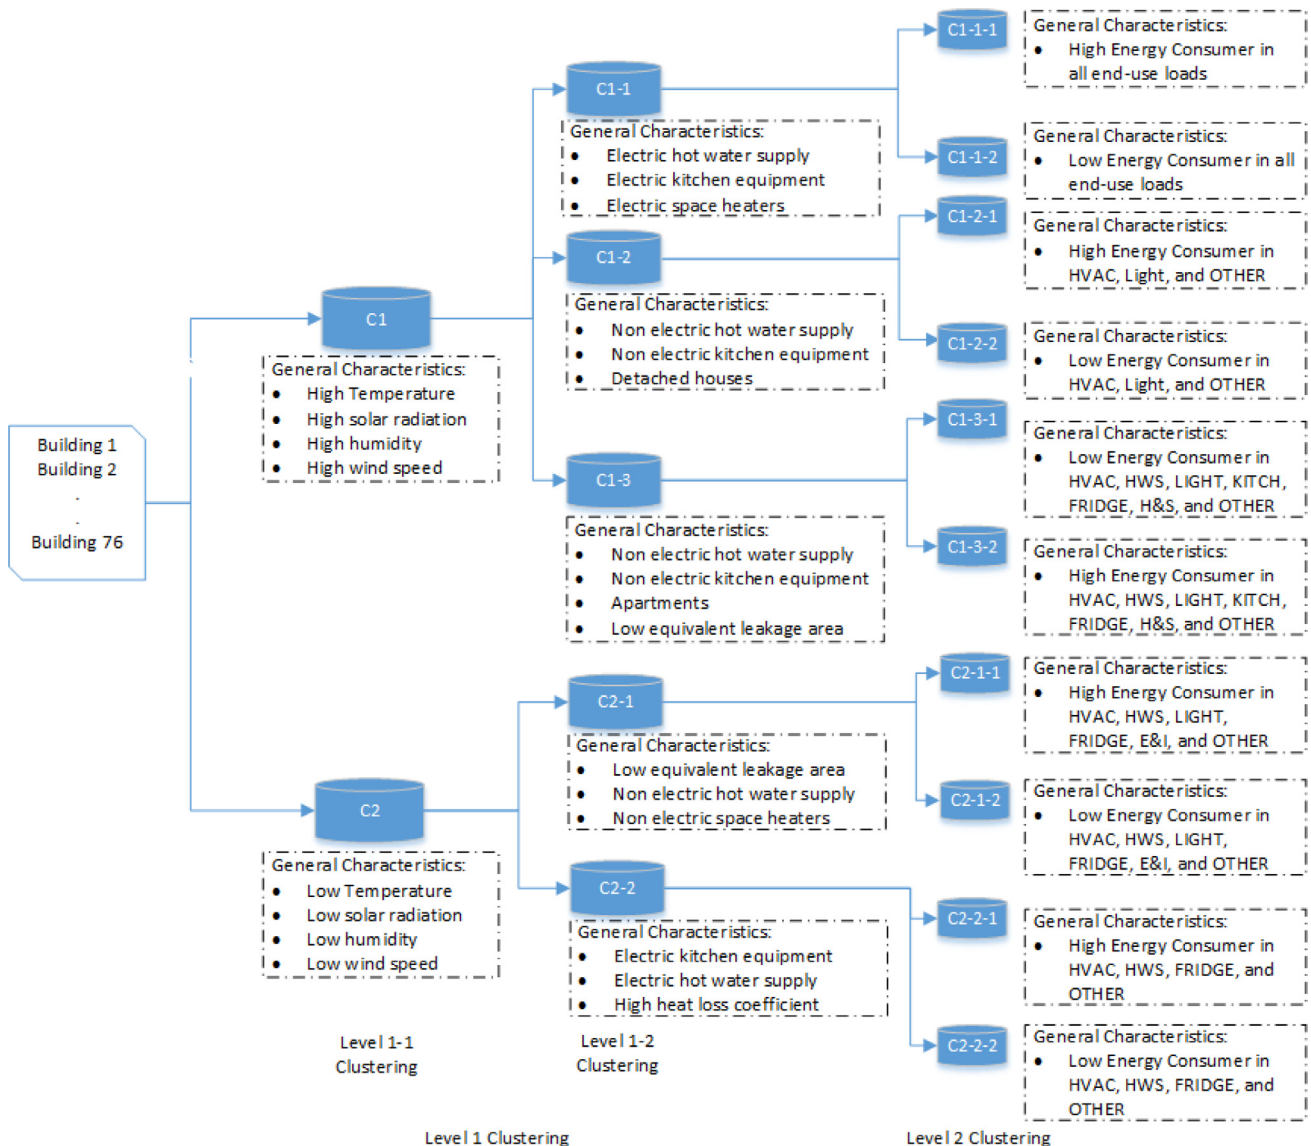 Building 1
Building 2
.
.
Building 76
C1
General Characteristics:
● High Temperature
● High solar radiation
● High humidity
● High wind speed
C2
General Characteristics:
● Low Temperature
● Low solar radiation
● Low humidity
● Low wind speed
Level 1-1
Clustering
C1-1
General Characteristics:
● Electric hot water supply
● Electric kitchen equipment
● Electric space heaters
C1-2
General Characteristics:
● Non electric hot water supply
● Non electric kitchen equipment
● Detached houses
C1-3
General Characteristics:
● Non electric hot water supply
● Non electric kitchen equipment
● Apartments
● Low equivalent leakage area
C2-1
General Characteristics:
● Low equivalent leakage area
● Non electric hot water supply
● Non electric space heaters
C2-2
General Characteristics:
● Electric kitchen equipment
● Electric hot water supply
● High heat loss coefficient
Level 1-2
Clustering
C1-1-1
General Characteristics:
● High Energy Consumer in
all end-use loads
C1-1-2
General Characteristics:
● Low Energy Consumer in all
end-use loads
C1-2-1
General Characteristics:
● High Energy Consumer in
HVAC, Light, and OTHER
C1-2-2
General Characteristics:
● Low Energy Consumer in
HVAC, Light, and OTHER
C1-3-1
General Characteristics:
● Low Energy Consumer in
HVAC, HWS, LIGHT, KITCH,
FRIDGE, H&S, and OTHER
C1-3-2
General Characteristics:
● High Energy Consumer in
HVAC, HWS, LIGHT, KITCH,
FRIDGE, H&S, and OTHER
C2-1-1
General Characteristics:
● High Energy Consumer in
HVAC, HWS, LIGHT,
FRIDGE, E&I, and OTHER
C2-1-2
General Characteristics:
● Low Energy Consumer in
HVAC, HWS, LIGHT,
FRIDGE, E&I, and OTHER
C2-2-1
General Characteristics:
● High Energy Consumer in
HVAC, HWS, FRIDGE, and
OTHER
C2-2-2
General Characteristics:
● Low Energy Consumer in
HVAC, HWS, FRIDGE, and
OTHER
Level 1 Clustering
Level 2 Clustering